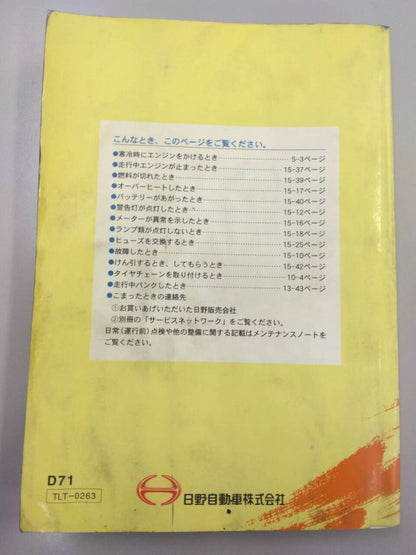 こんなとき、このページをご覧ください。
●寒冷時にエンジンをかけるとき 5-3ページ
●走行中エンジンが止まったとき 15-37ページ
●燃料が切れたとき 15-39ページ
●オーバーヒートしたとき 15-17ページ
●バッテリーがあがったとき 15-40ページ
●警告灯が点灯したとき 15-12ページ
●メーターが異常を示したとき 15-16ページ
●ランプ類が点灯しないとき 15-18ページ
●ヒューズを交換するとき 15-25ページ
●故障したとき 15-10ページ
●けん引するとき、してもらうとき 15-42ページ
●タイヤチェーンを取り付けるとき 10-4ページ
●走行中パンクしたとき 13-43ページ
●こまったときの連絡先
①お買いあげいただいた日野販売会社
②別冊の「サービスネットワーク」をご覧ください。
日常(運行前)点検や他の整備に関する記載はメンテナンスノートを
ご覧ください。
D71
TLT-0263
日野自動車株式会社